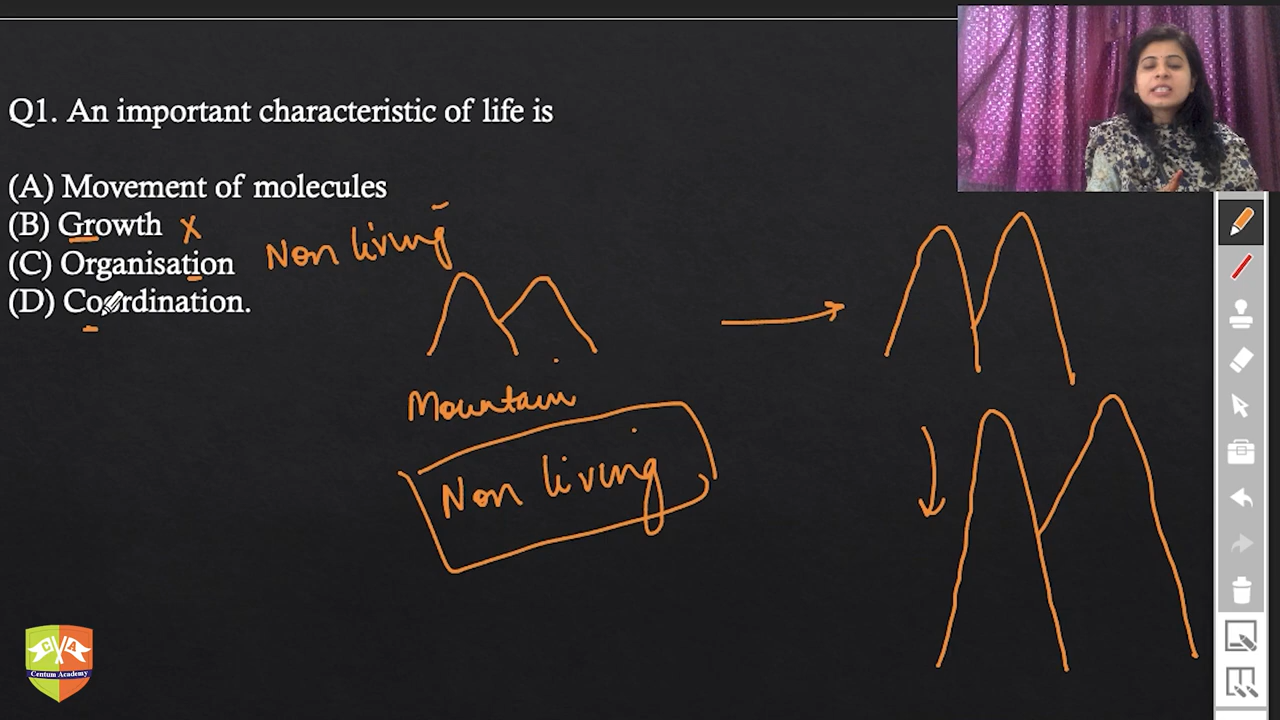 Q1. An important characteristic of life is
(A) Movement of molecules
(B) Growth X
(C) Organisation
Non living
(D) Coordination.
Mountain
Non living
C A
Centum Academy